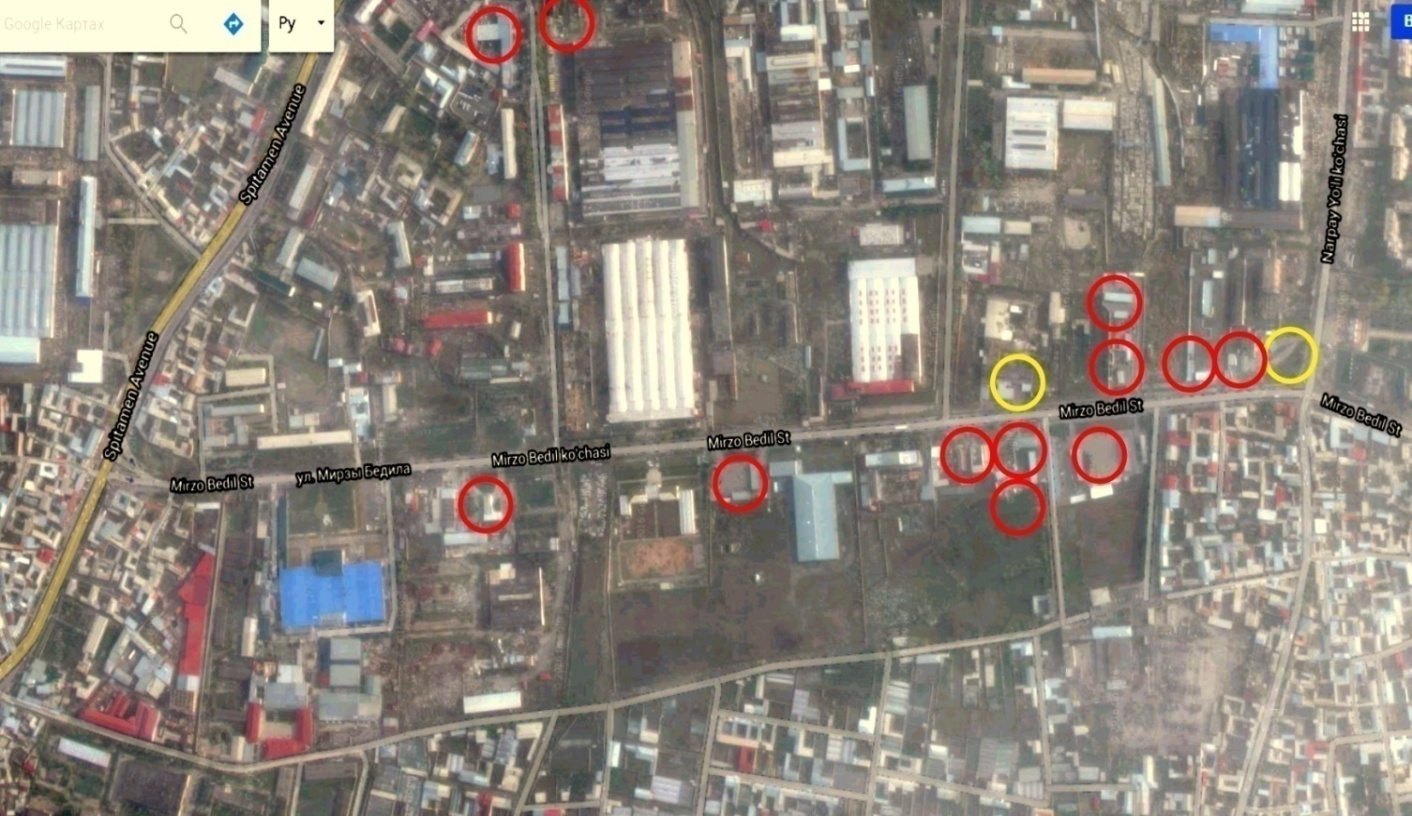 Google Картах
Ру
В
Spitamen Avenue
Narpay Yo'li ko'chasi
Spitamen Avenue
Mirzo Bedil St
Mirzo Bedil St
Mirzo Bedil St
Mirzo Bedil ko'chasi
ул. Мирзы Бедила
Mirzo Bedil St